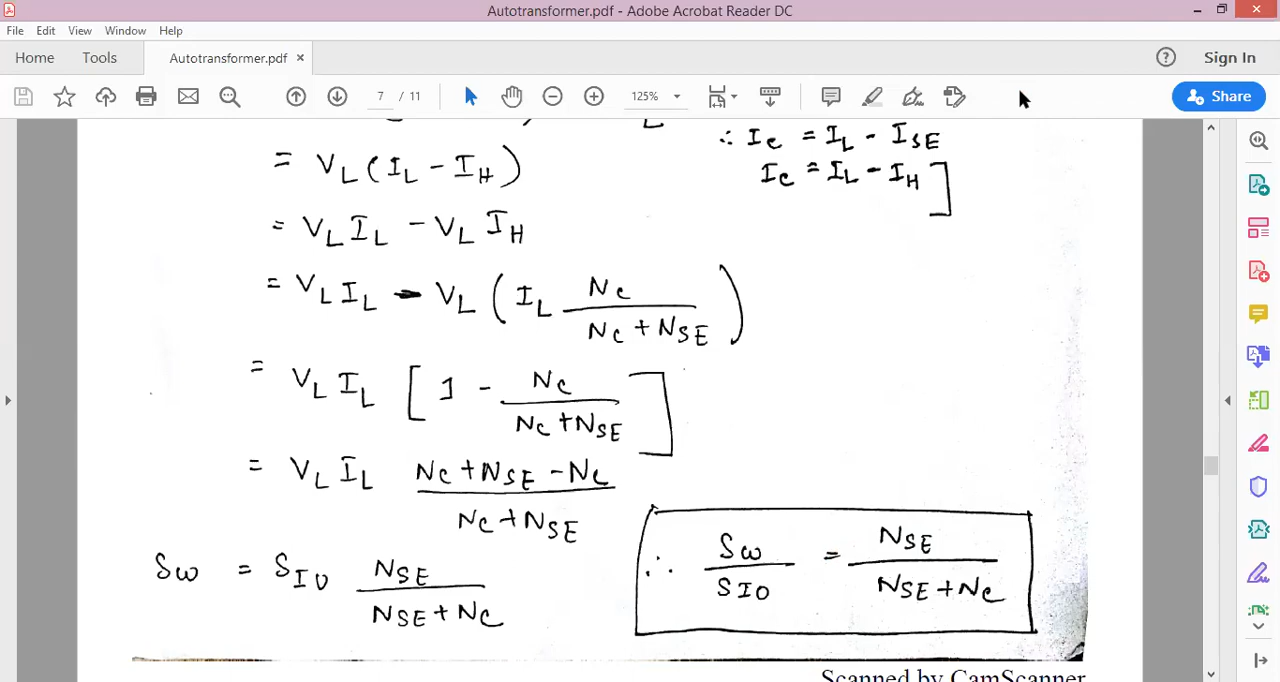 Autotransformer.pdf - Adobe Acrobat Reader DC
File Edit View Window Help
Home Tools Autotransformer.pdf × Sign In
7 / 11 125% Share
∴ I_C = I_L - I_SE
= V_L (I_L - I_H)
I_C = I_L - I_H ]
= V_L I_L - V_L I_H
= V_L I_L - V_L ( I_L N_C / (N_C + N_SE) )
= V_L I_L [ 1 - N_C / (N_C + N_SE) ]
= V_L I_L (N_C + N_SE - N_C) / (N_C + N_SE)
S_W = S_IO N_SE / (N_SE + N_C)
∴ S_W / S_IO = N_SE / (N_SE + N_C)
Scanned by CamScanner